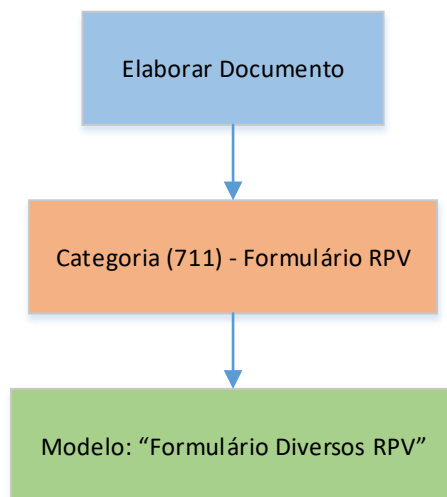 Elaborar Documento
Categoria (711) - Formulário RPV
Modelo: “Formulário Diversos RPV”